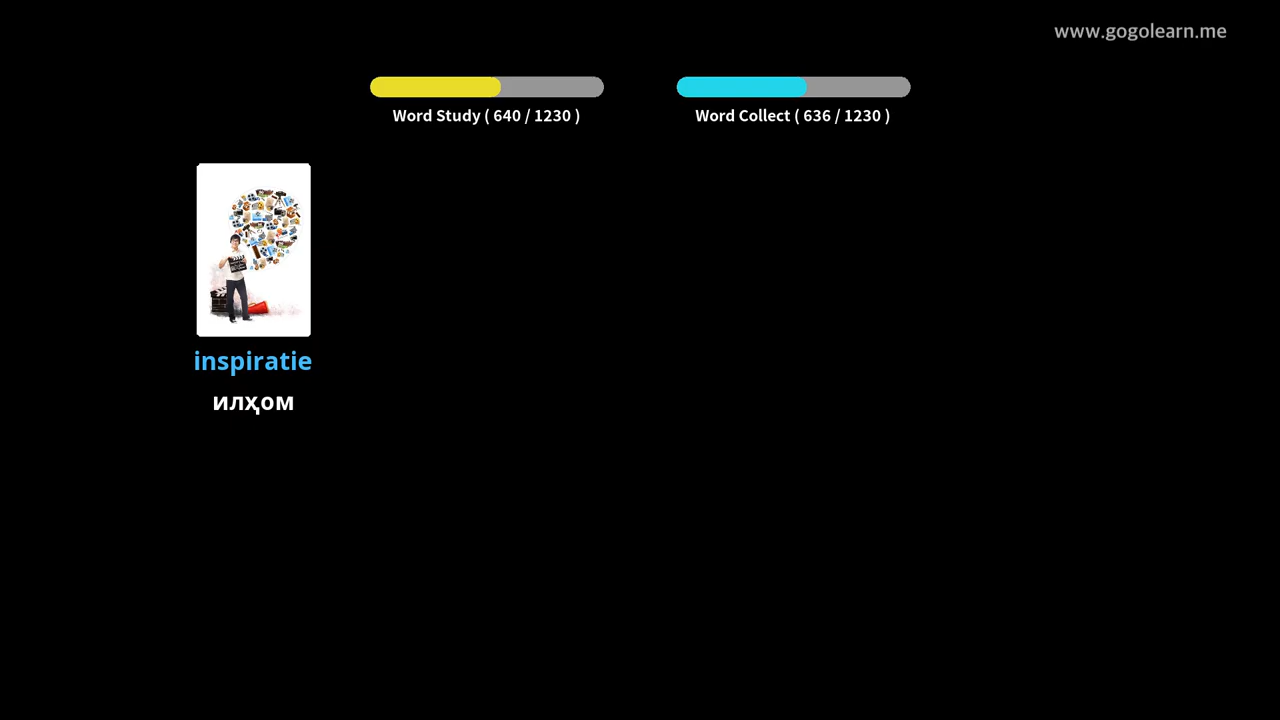 www.gogolearn.me
Word Study ( 640 / 1230 )
Word Collect ( 636 / 1230 )
inspiratie
илҳом